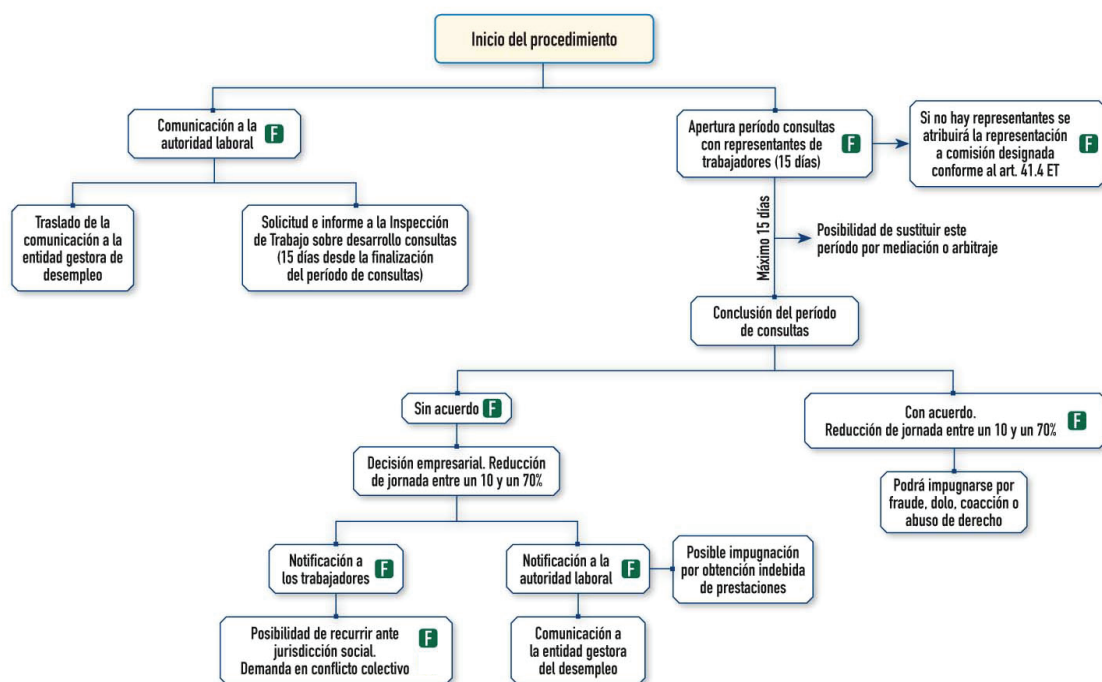 Inicio del procedimiento
Comunicación a la
autoridad laboral
F
Apertura período consultas
con representantes de
trabajadores (15 días)
F
Si no hay representantes se
atribuirá la representación
a comisión designada
conforme al art. 41.4 ET
F
Traslado de la
comunicación a la
entidad gestora de
desempleo
Solicitud e informe a la Inspección
de Trabajo sobre desarrollo consultas
(15 días desde la finalización
del período de consultas)
Máximo 15 días
Posibilidad de sustituir este
período por mediación o arbitraje
Conclusión del período
de consultas
Sin acuerdo F
Con acuerdo.
Reducción de jornada entre un 10 y un 70%
F
Decisión empresarial. Reducción
de jornada entre un 10 y un 70%
Podrá impugnarse por
fraude, dolo, coacción o
abuso de derecho
Notificación a
los trabajadores
F
Notificación a la
autoridad laboral
F
Posible impugnación
por obtención indebida
de prestaciones
Posibilidad de recurrir ante
jurisdicción social.
Demanda en conflicto colectivo
F
Comunicación a
la entidad gestora
del desempleo